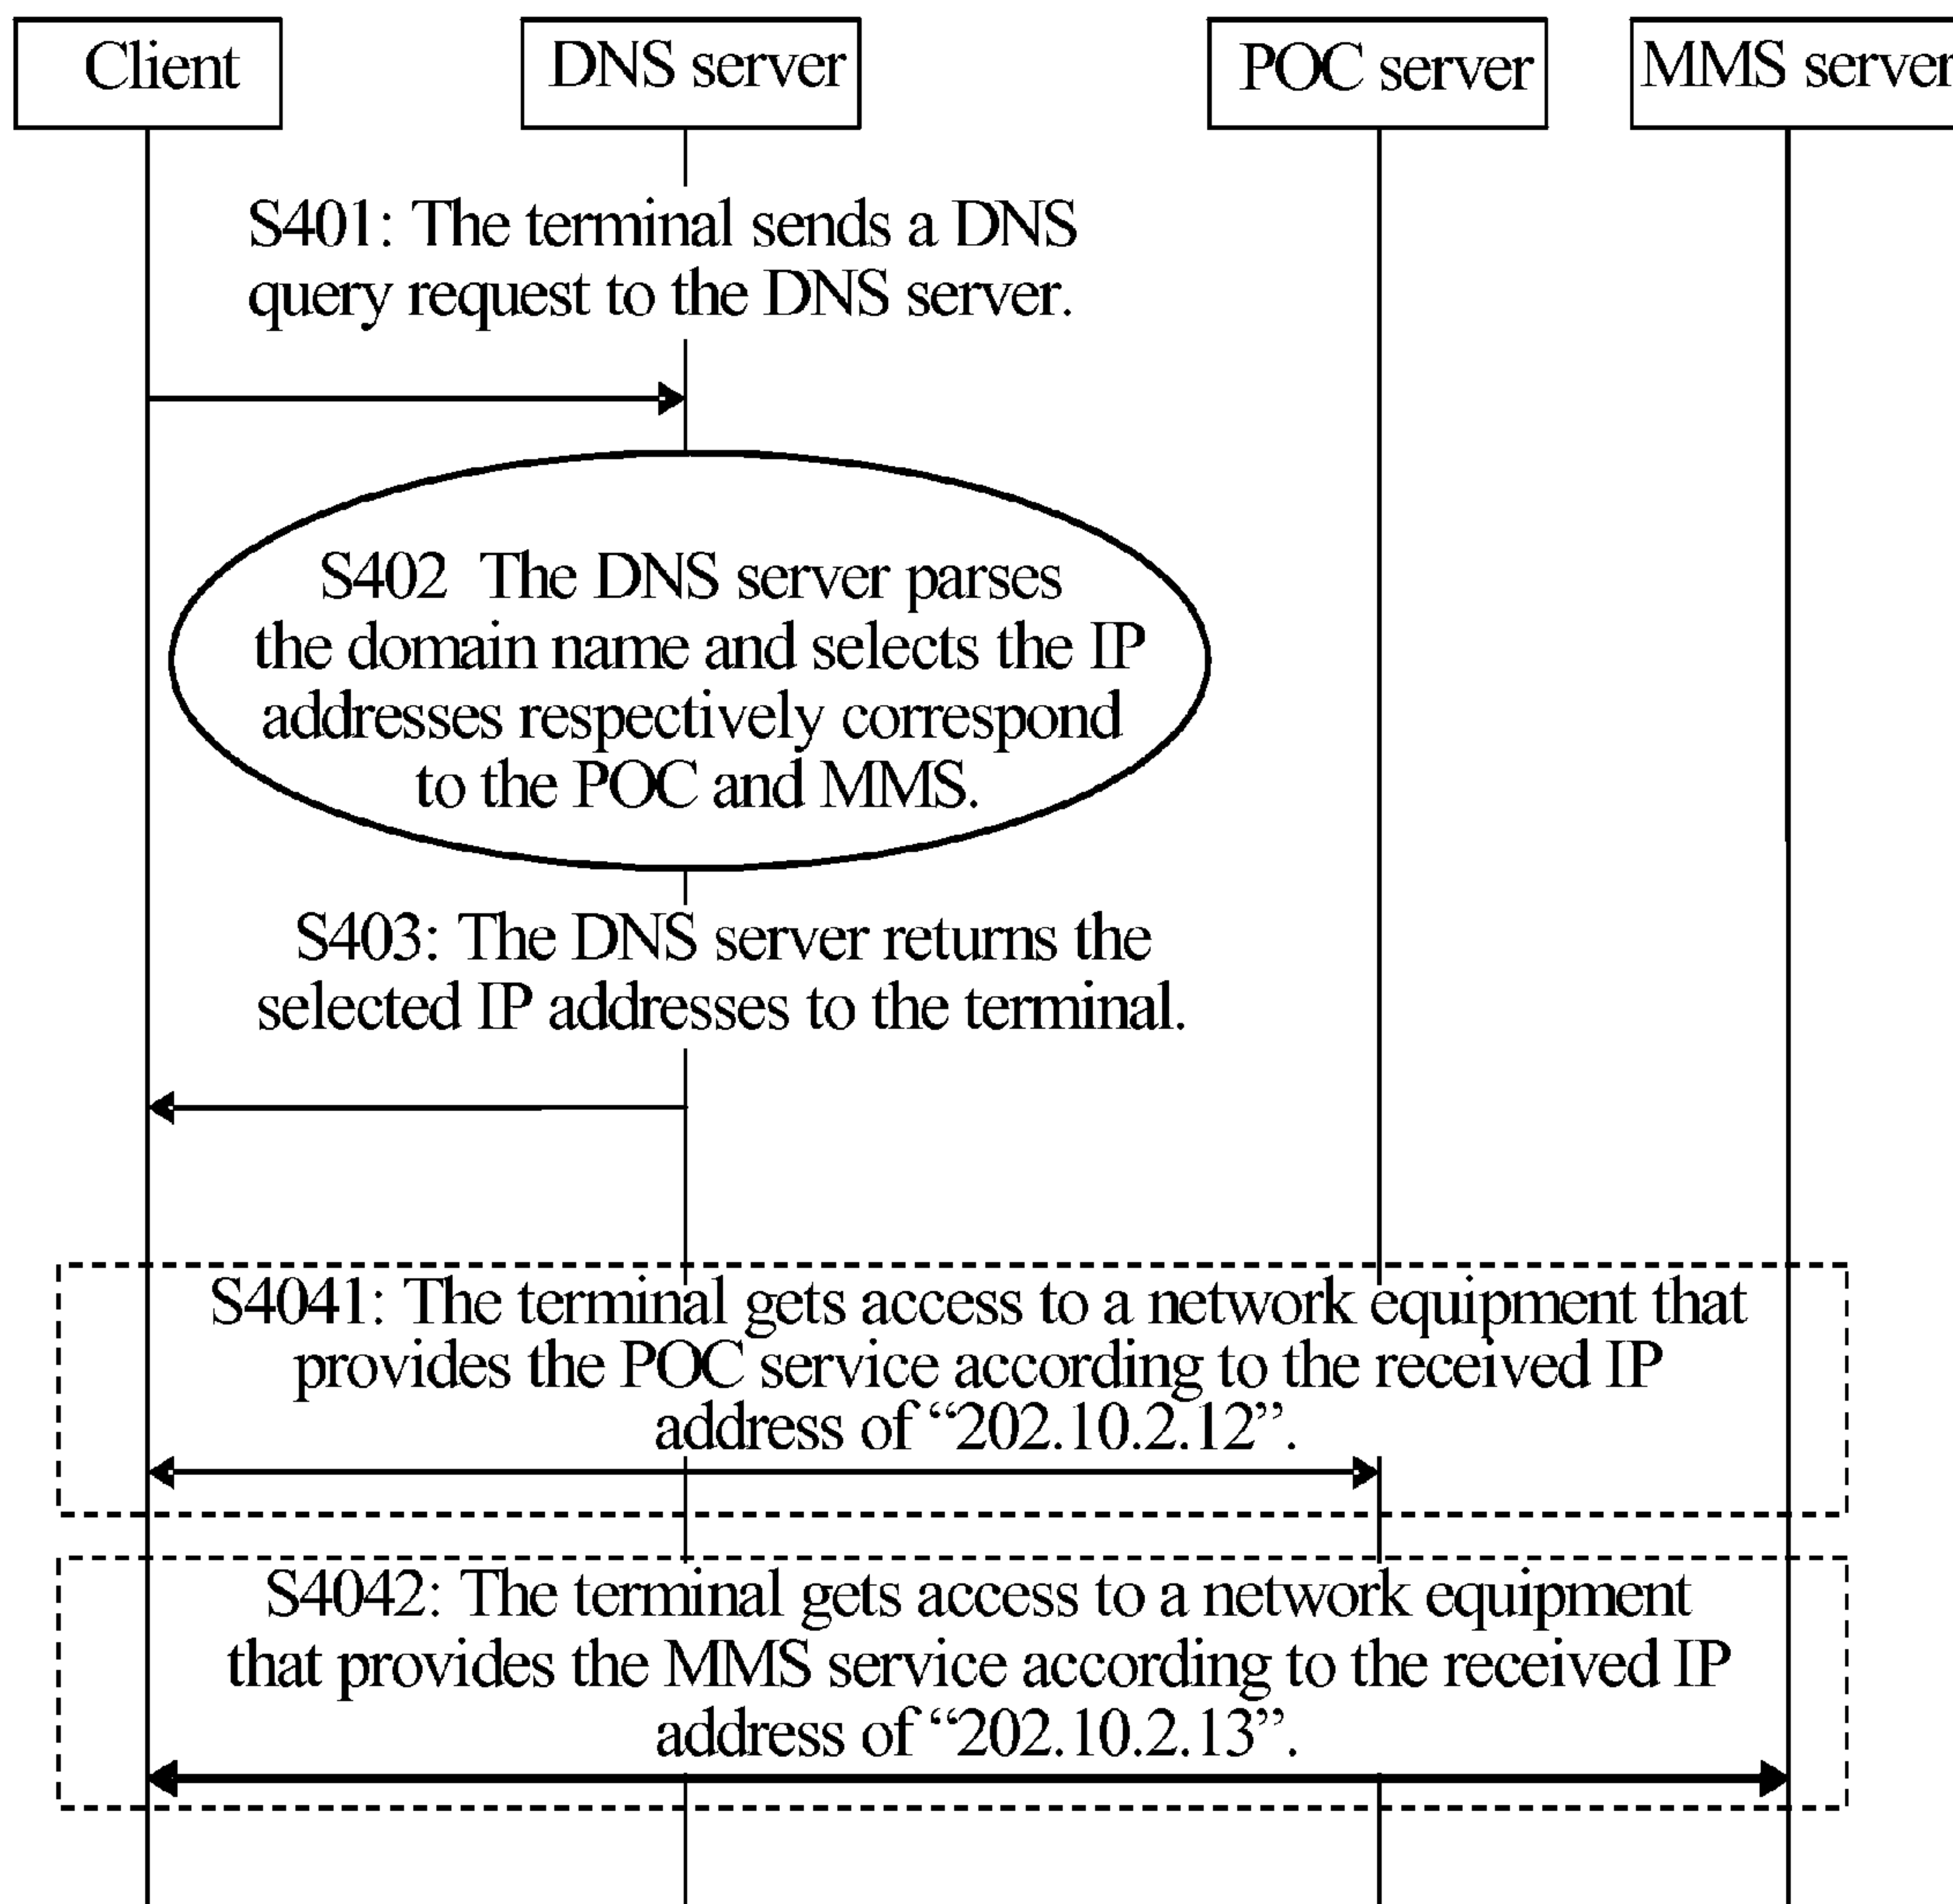 Client
DNS server
POC server
MMS server
S401: The terminal sends a DNS
query request to the DNS server.
S402 The DNS server parses
the domain name and selects the IP
addresses respectively correspond
to the POC and MMS.
S403: The DNS server returns the
selected IP addresses to the terminal.
S4041: The terminal gets access to a network equipment that
provides the POC service according to the received IP
address of “202.10.2.12”.
S4042: The terminal gets access to a network equipment
that provides the MMS service according to the received IP
address of “202.10.2.13”.